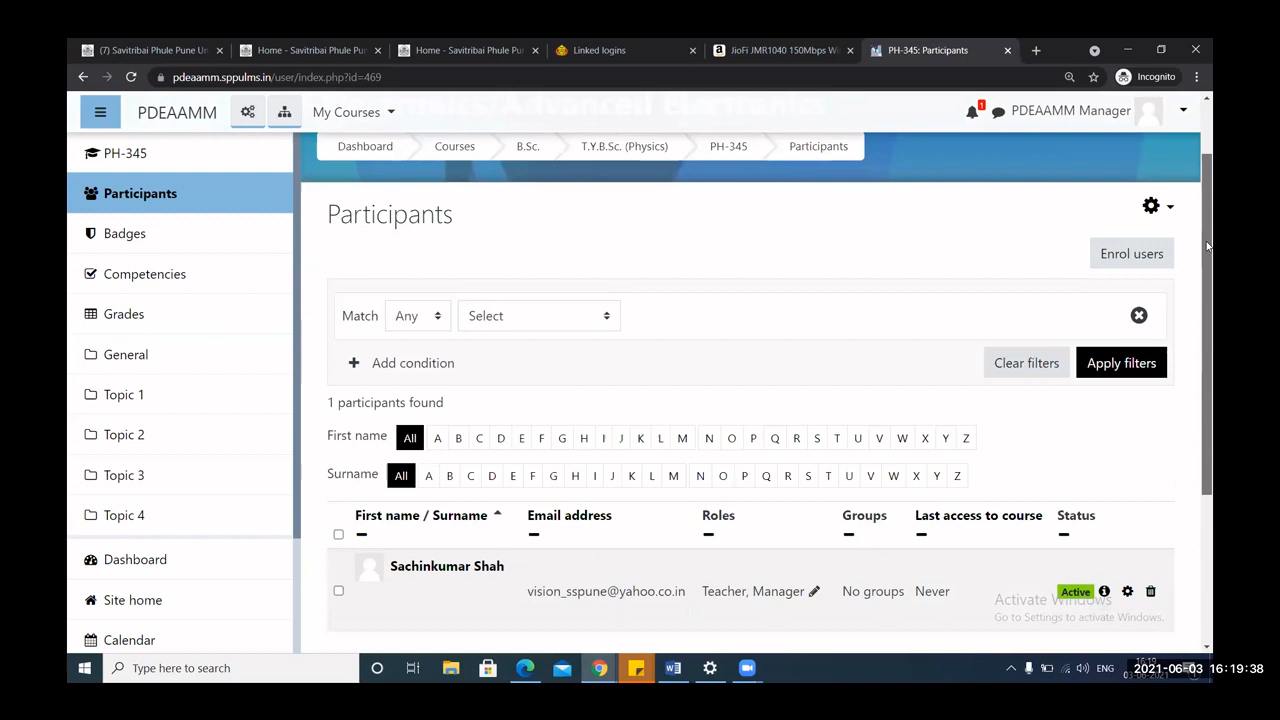 (7) Savitribai Phule Pune Un
Home - Savitribai Phule Pu
Home - Savitribai Phule Pu
Linked logins
JioFi JMR1040 150Mbps Wi
PH-345: Participants
pdeaamm.sppulms.in/user/index.php?id=469
Incognito
PDEAAMM
My Courses
1
PDEAAMM Manager
Advanced Electronics
Dashboard
Courses
B.Sc.
T.Y.B.Sc. (Physics)
PH-345
Participants
PH-345
Participants
Badges
Competencies
Grades
General
Topic 1
Topic 2
Topic 3
Topic 4
Dashboard
Site home
Calendar
Participants
Enrol users
Match Any Select
Add condition
Clear filters Apply filters
1 participants found
First name All A B C D E F G H I J K L M N O P Q R S T U V W X Y Z
Surname All A B C D E F G H I J K L M N O P Q R S T U V W X Y Z
First name / Surname Email address Roles Groups Last access to course Status
Sachinkumar Shah
vision_sspune@yahoo.co.in Teacher, Manager No groups Never Active
Activate Windows
Go to Settings to activate Windows.
Type here to search
ENG
2021-06-03 16:19:38